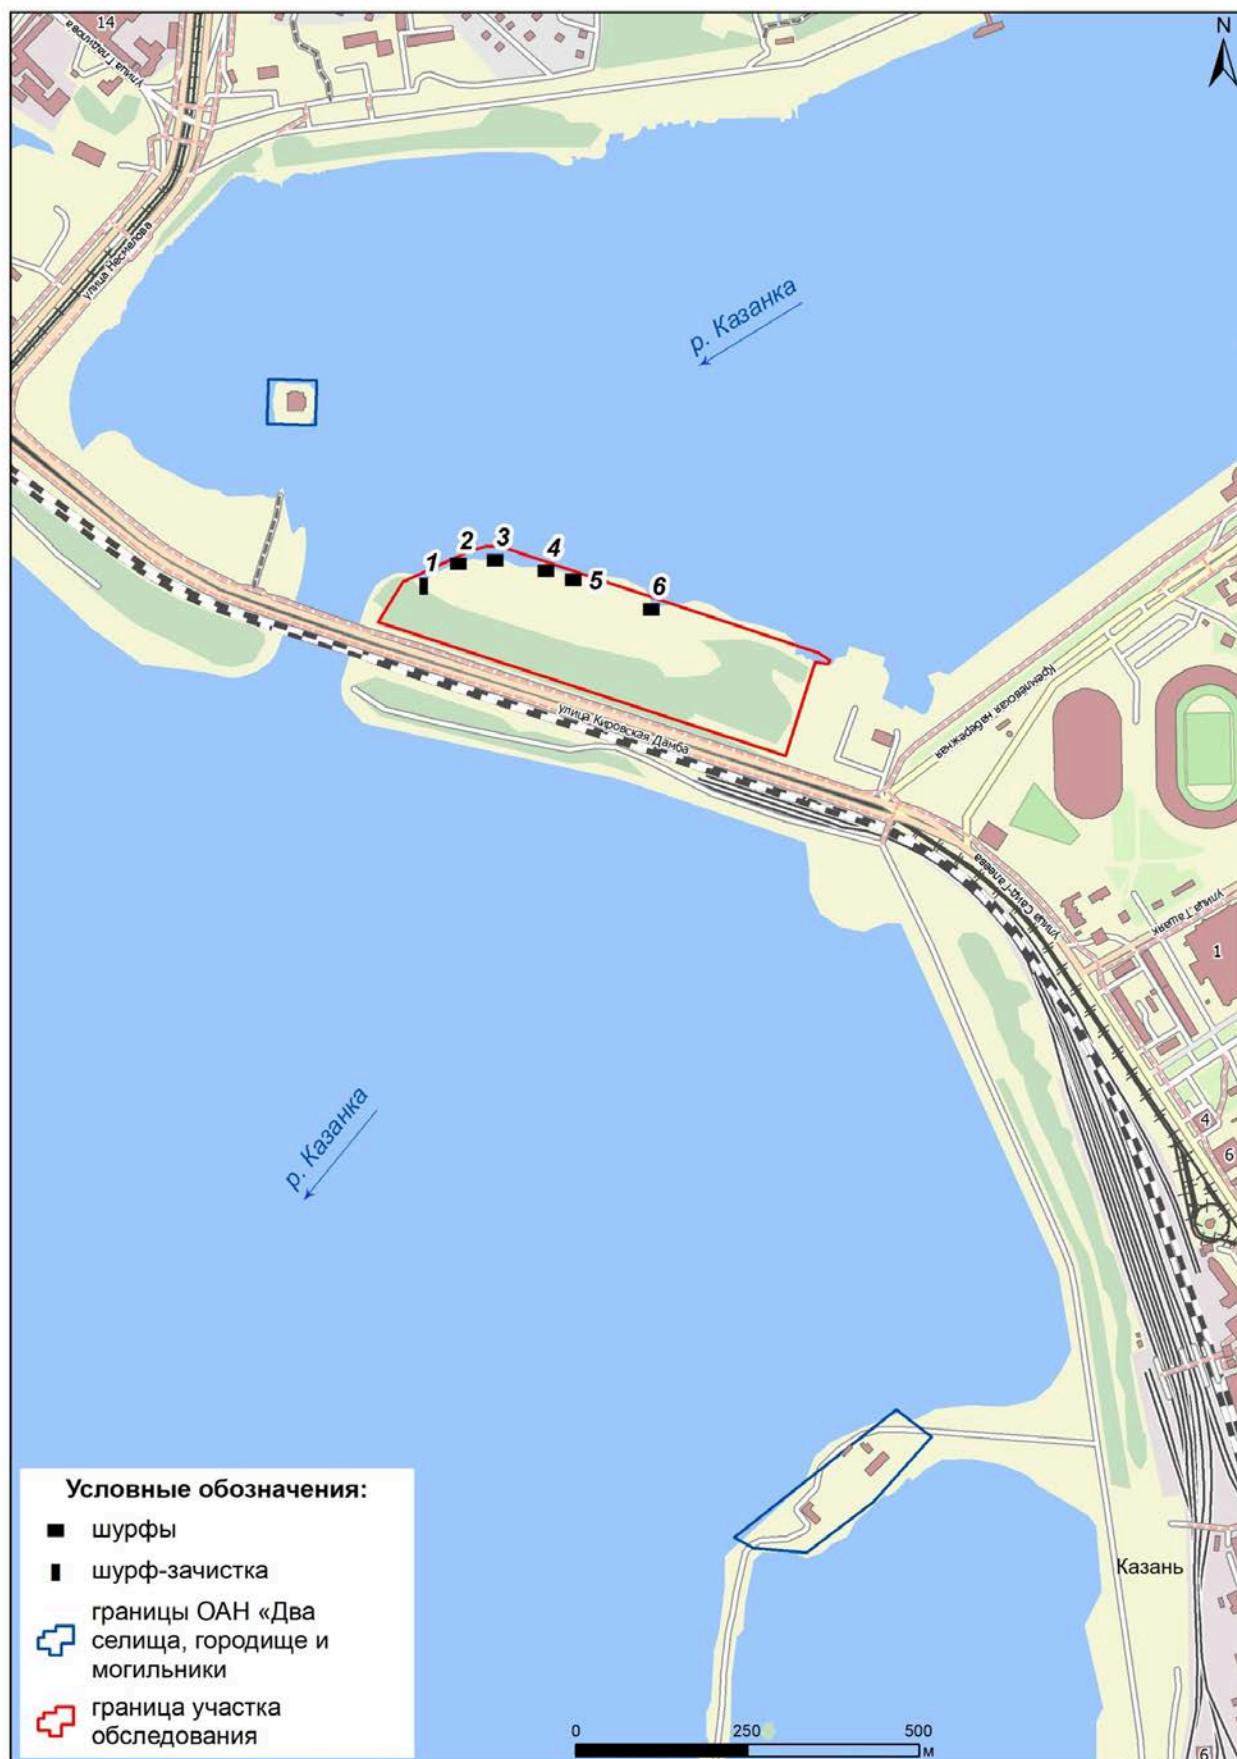 14
N
улица Гладилова
улица Несмелова
р. Казанка
1
2
3
4
5
6
улица Кировская Дамба
Кремлёвская набережная
улица Саид-Галеева
улица Ташаяк
1
р. Казанка
4
6
Казань
Условные обозначения:
шурфы
шурф-зачистка
границы ОАН «Два
селища, городище и
могильники
граница участка
обследования
0 250 500
м
6